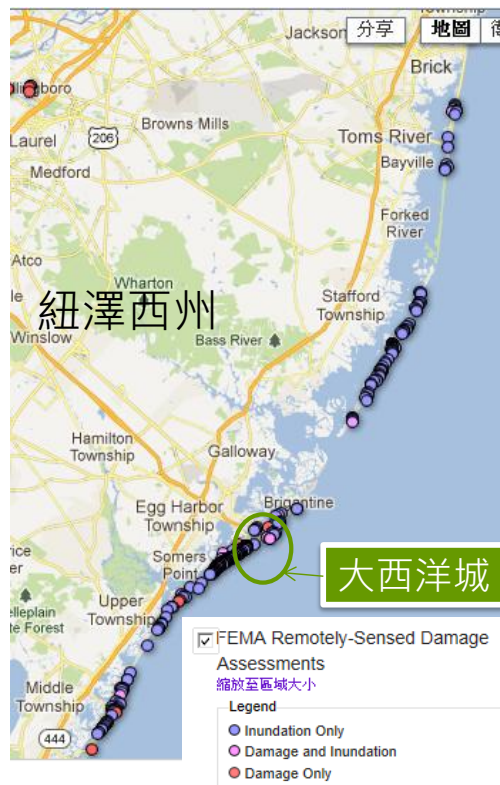 Township
Jackson
分享
地圖
Brick
Browns Mills
206
Toms River
Laurel
Bayville
Medford
Forked
River
Atco
Wharton
紐澤西州
Stafford
Township
Winslow
Bass River
Hamilton
Township
Galloway
Egg Harbor
Township
Brigantine
Somers
Point
大西洋城
Upper
Township
Middle
Township
444
FEMA Remotely-Sensed Damage
Assessments
縮放至區域大小
Legend
Inundation Only
Damage and Inundation
Damage Only